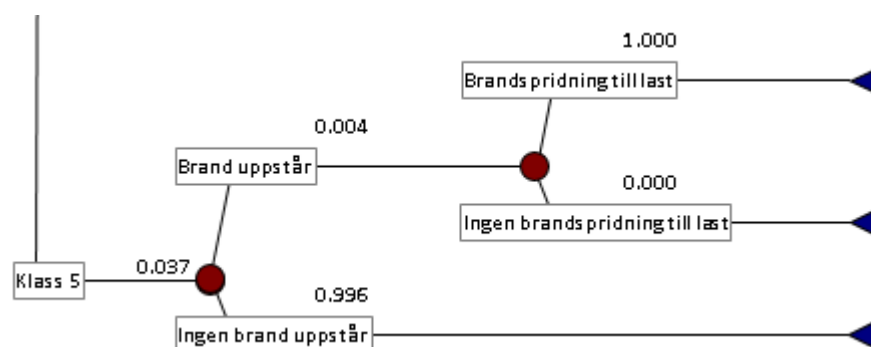 1.000
Brandspridning till last
0.004
Brand uppstår
0.000
Ingen brandspridning till last
0.037
Klass 5
0.996
Ingen brand uppstår